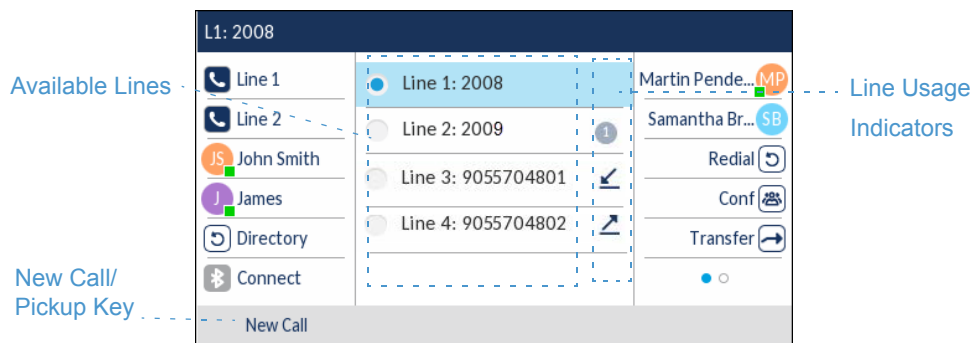 L1: 2008
Available Lines
New Call/
Pickup Key
Line 1
Line 2
JS John Smith
J James
Directory
Connect
Line 1: 2008
Line 2: 2009
1
Line 3: 9055704801
Line 4: 9055704802
Martin Pende... MP
Samantha Br... SB
Redial
Conf
Transfer
New Call
Line Usage
Indicators